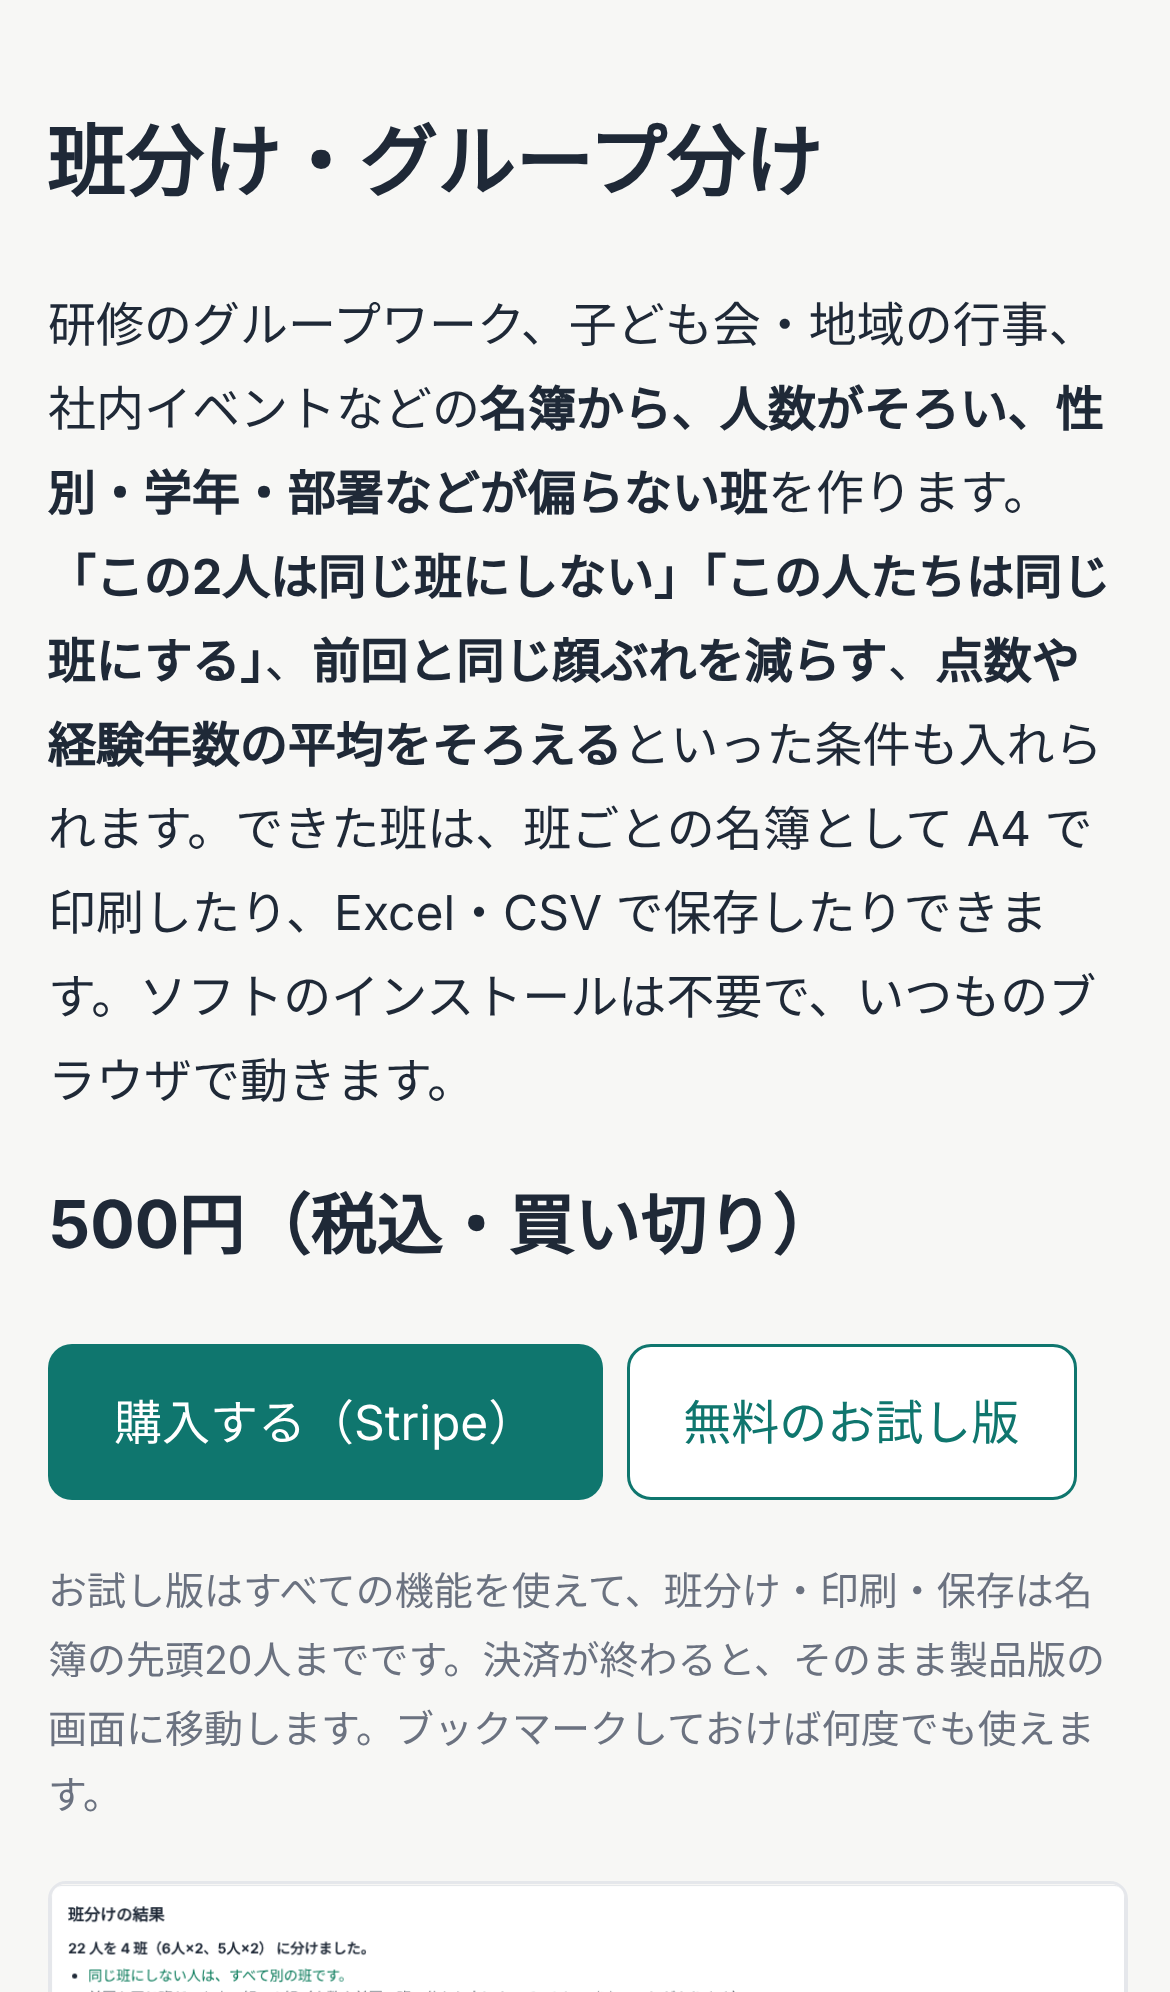 班分け・グループ分け
研修のグループワーク、子ども会・地域の行事、
社内イベントなどの名簿から、人数がそろい、性
別・学年・部署などが偏らない班を作ります。
「この2人は同じ班にしない」「この人たちは同じ
班にする」、前回と同じ顔ぶれを減らす、点数や
経験年数の平均をそろえるといった条件も入れら
れます。できた班は、班ごとの名簿として A4 で
印刷したり、Excel・CSV で保存したりできま
す。ソフトのインストールは不要で、いつものブ
ラウザで動きます。
500円（税込・買い切り）
購入する（Stripe）
無料のお試し版
お試し版はすべての機能を使えて、班分け・印刷・保存は名
簿の先頭20人までです。決済が終わると、そのまま製品版の
画面に移動します。ブックマークしておけば何度でも使えま
す。
班分けの結果
22 人を 4 班（6人×2、5人×2） に分けました。
同じ班にしない人は、すべて別の班です。